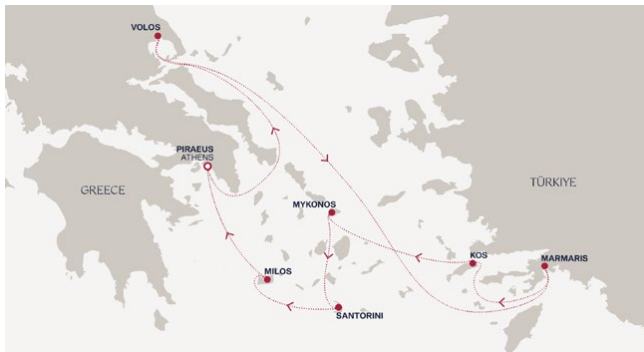 VOLOS
PIRAEUS
ATHENS
GREECE
TÜRKIYE
MYKONOS
KOS
MARMARIS
MILOS
SANTORINI